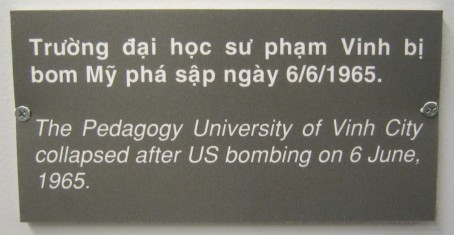 Trường đại học sư phạm Vinh bị
bom Mỹ phá sập ngày 6/6/1965.
The Pedagogy University of Vinh City
collapsed after US bombing on 6 June,
1965.